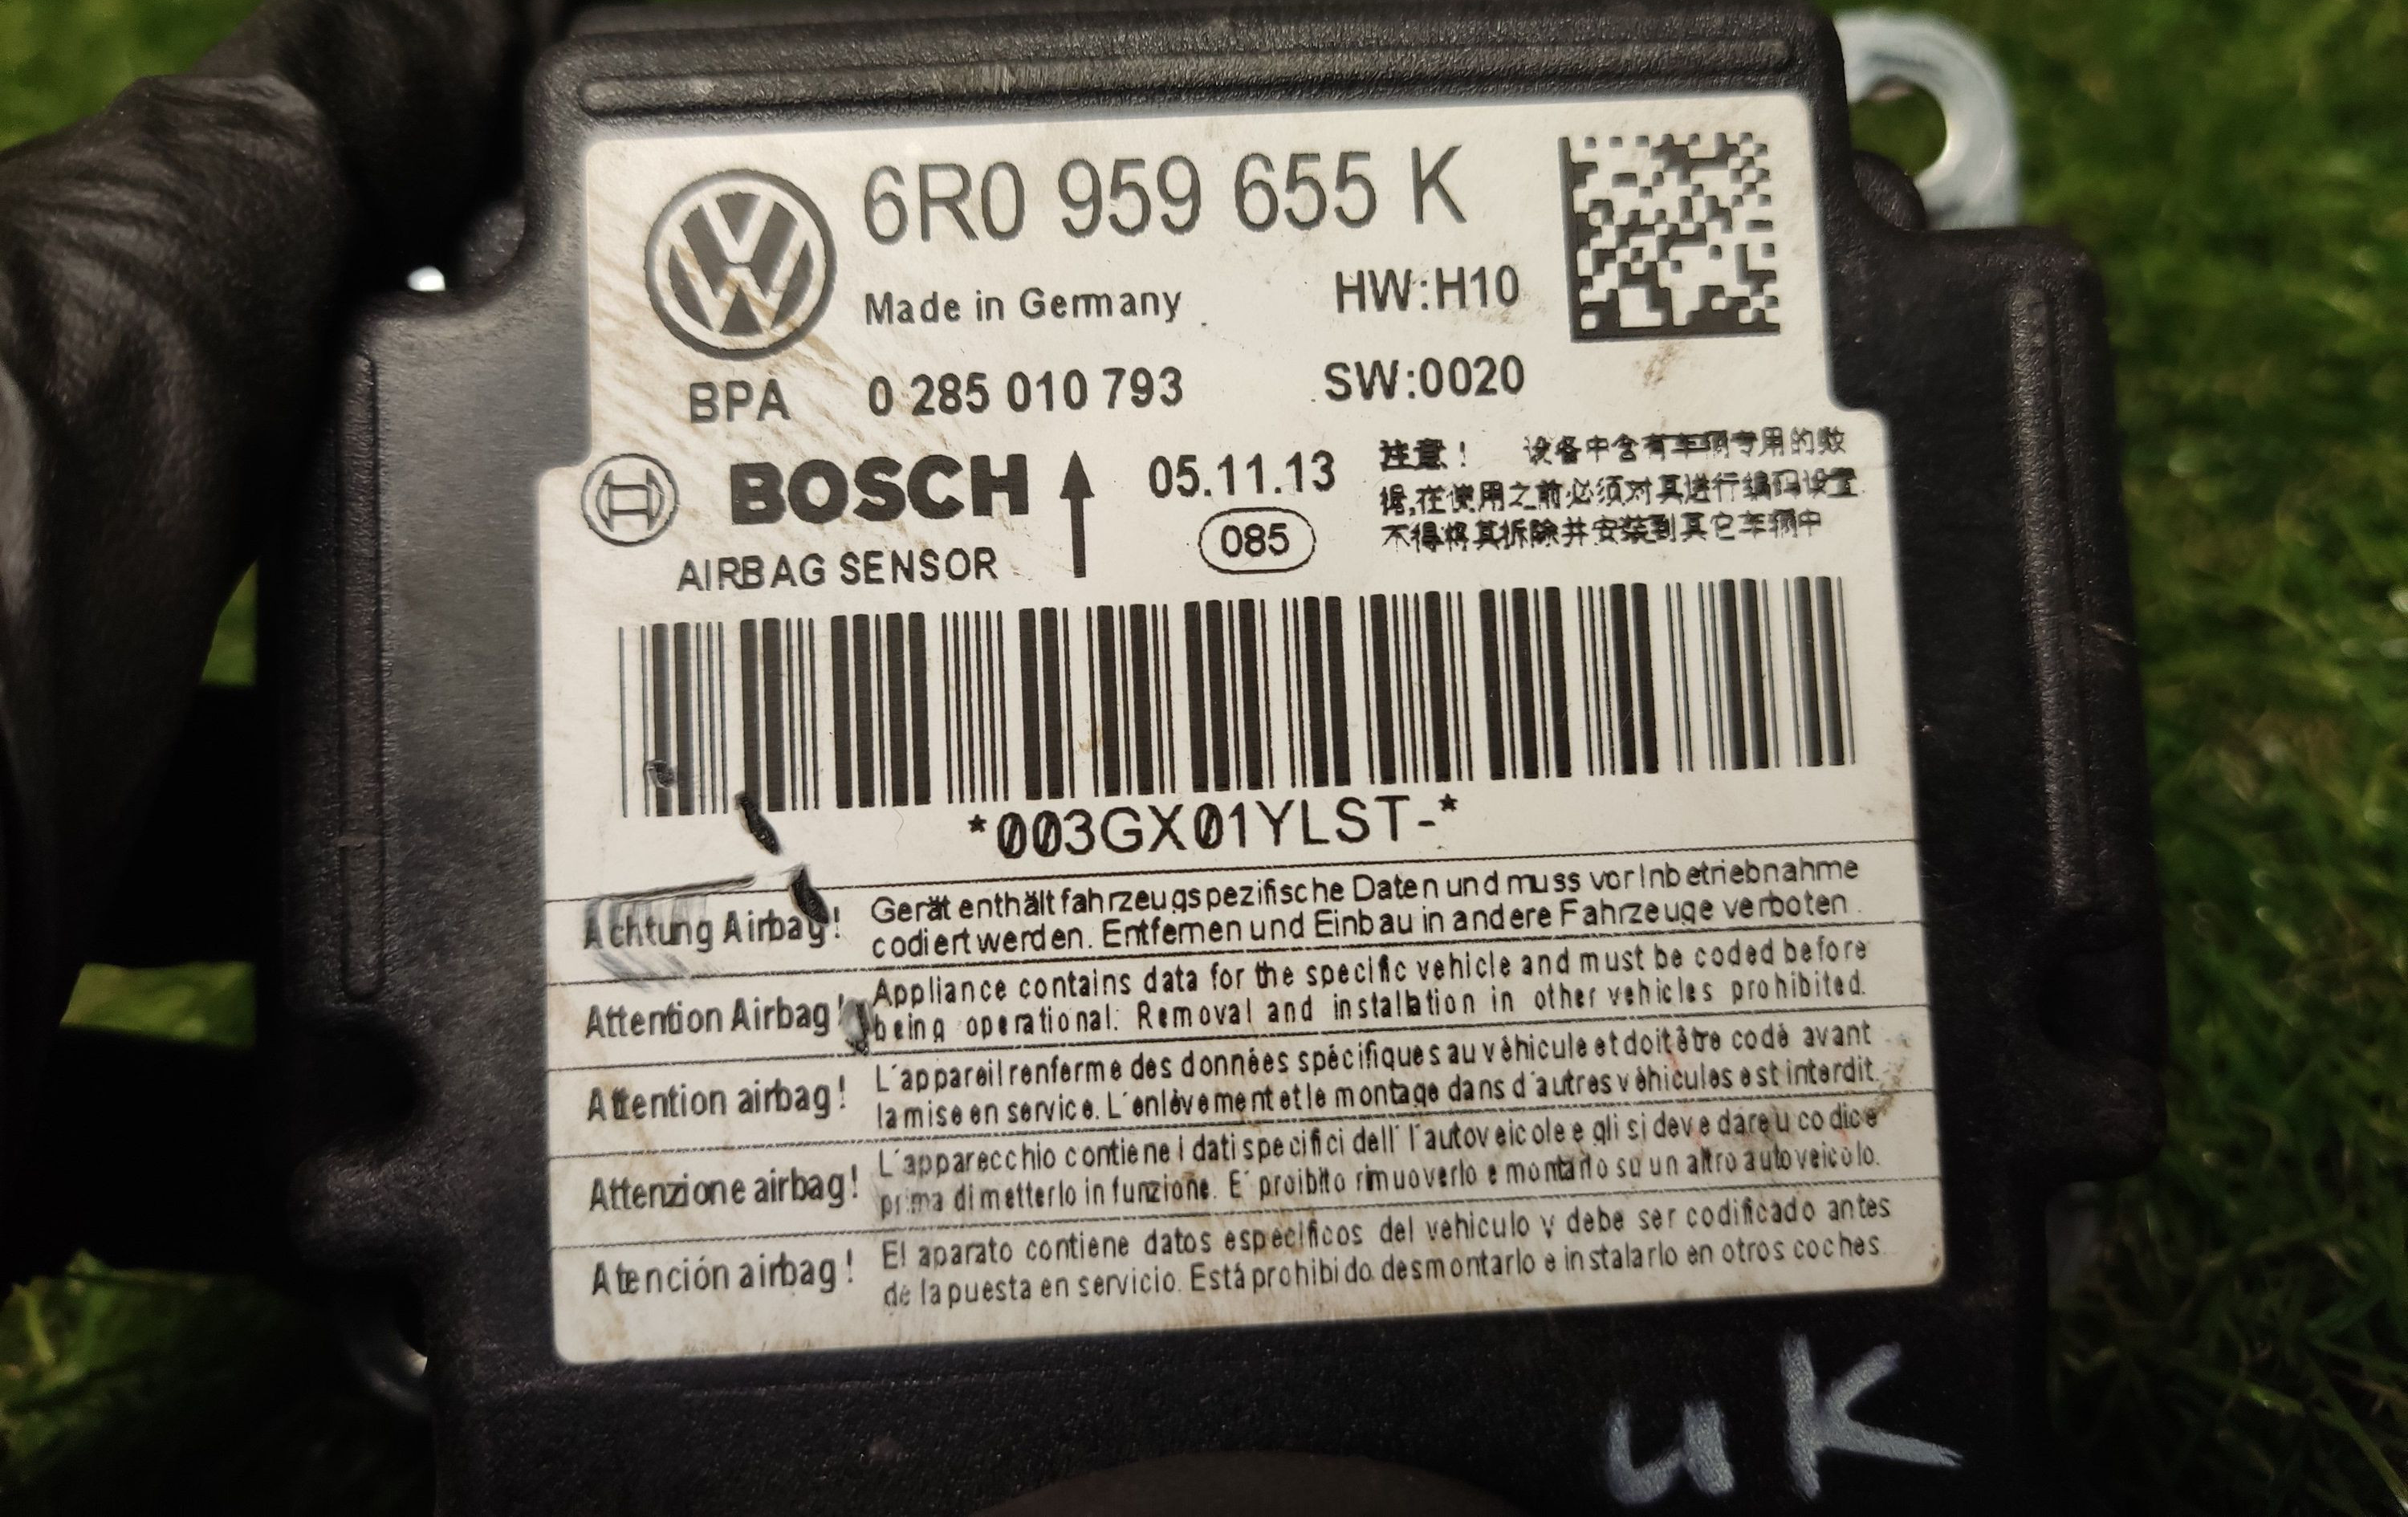 6R0 959 655 K
Made in Germany HW:H10
BPA 0 285 010 793 SW:0020
BOSCH 05.11.13
AIRBAG SENSOR 085
注意！ 设备中含有车辆专用的数
据,在使用之前必须对其进行编码设置
不得将其拆除并安装到其它车辆中
*003GX01YLST-*
Achtung Airbag!
Gerät enthält fahrzeugspezifische Daten und muss vor Inbetriebnahme
codiert werden. Entfernen und Einbau in andere Fahrzeuge verboten.
Attention Airbag!
Appliance contains data for the specific vehicle and must be coded before
being operational. Removal and installation in other vehicles prohibited.
Attention airbag!
L´appareil renferme des données spécifiques au véhicule et doit être codé avant
la mise en service. L´enlèvement et le montage dans d´autres véhicules est interdit.
Attenzione airbag!
L´apparecchio contiene i dati specifici dell´ l´autoveicolo e gli si deve dare u codice
prima di metterlo in funzione. E´ proibito rimuoverlo e montarlo su un altro autoveicolo.
Atención airbag!
El aparato contiene datos específicos del vehiculo y debe ser codificado antes
de la puesta en servicio. Está prohibido desmontarlo e instalarlo en otros coches
uK